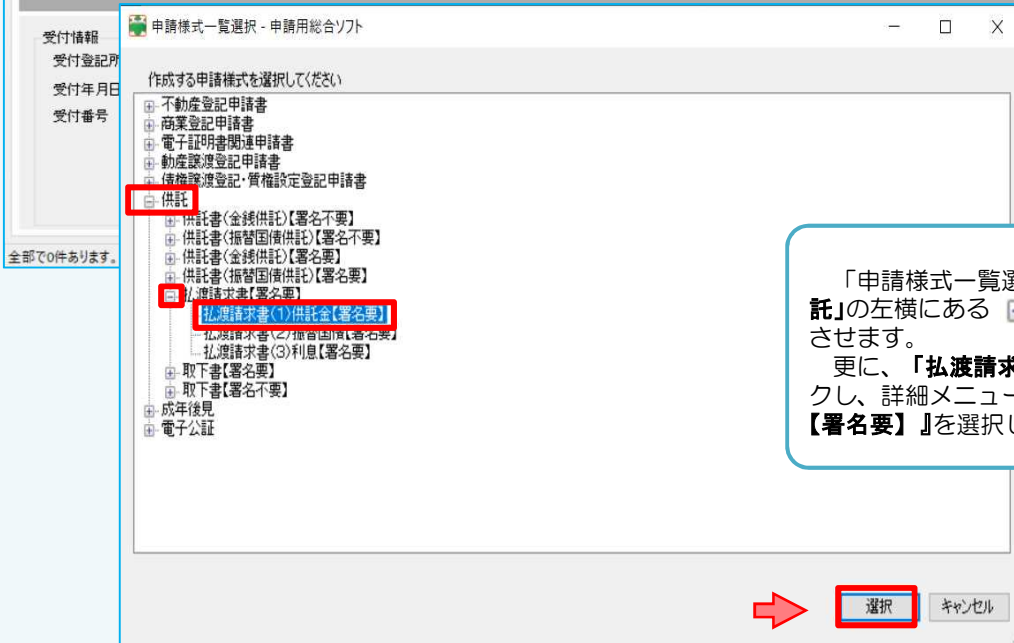 申請様式一覧選択 - 申請用総合ソフト
受付情報
受付登記所
受付年月日
受付番号
全部で0件あります。
作成する申請様式を選択してください
不動産登記申請書
商業登記申請書
電子証明書関連申請書
動産譲渡登記申請書
債権譲渡登記・質権設定登記申請書
供託
供託書(金銭供託)【署名不要】
供託書(振替国債供託)【署名不要】
供託書(金銭供託)【署名要】
供託書(振替国債供託)【署名要】
払渡請求書【署名要】
払渡請求書(1)供託金【署名要】
払渡請求書(2)振替国債【署名要】
払渡請求書(3)利息【署名要】
取下書【署名要】
取下書【署名不要】
成年後見
電子公証
「申請様式一覧選
託」の左横にある
させます。
更に、「払渡請求
クし、詳細メニュー
【署名要】』を選択し
選択
キャンセル